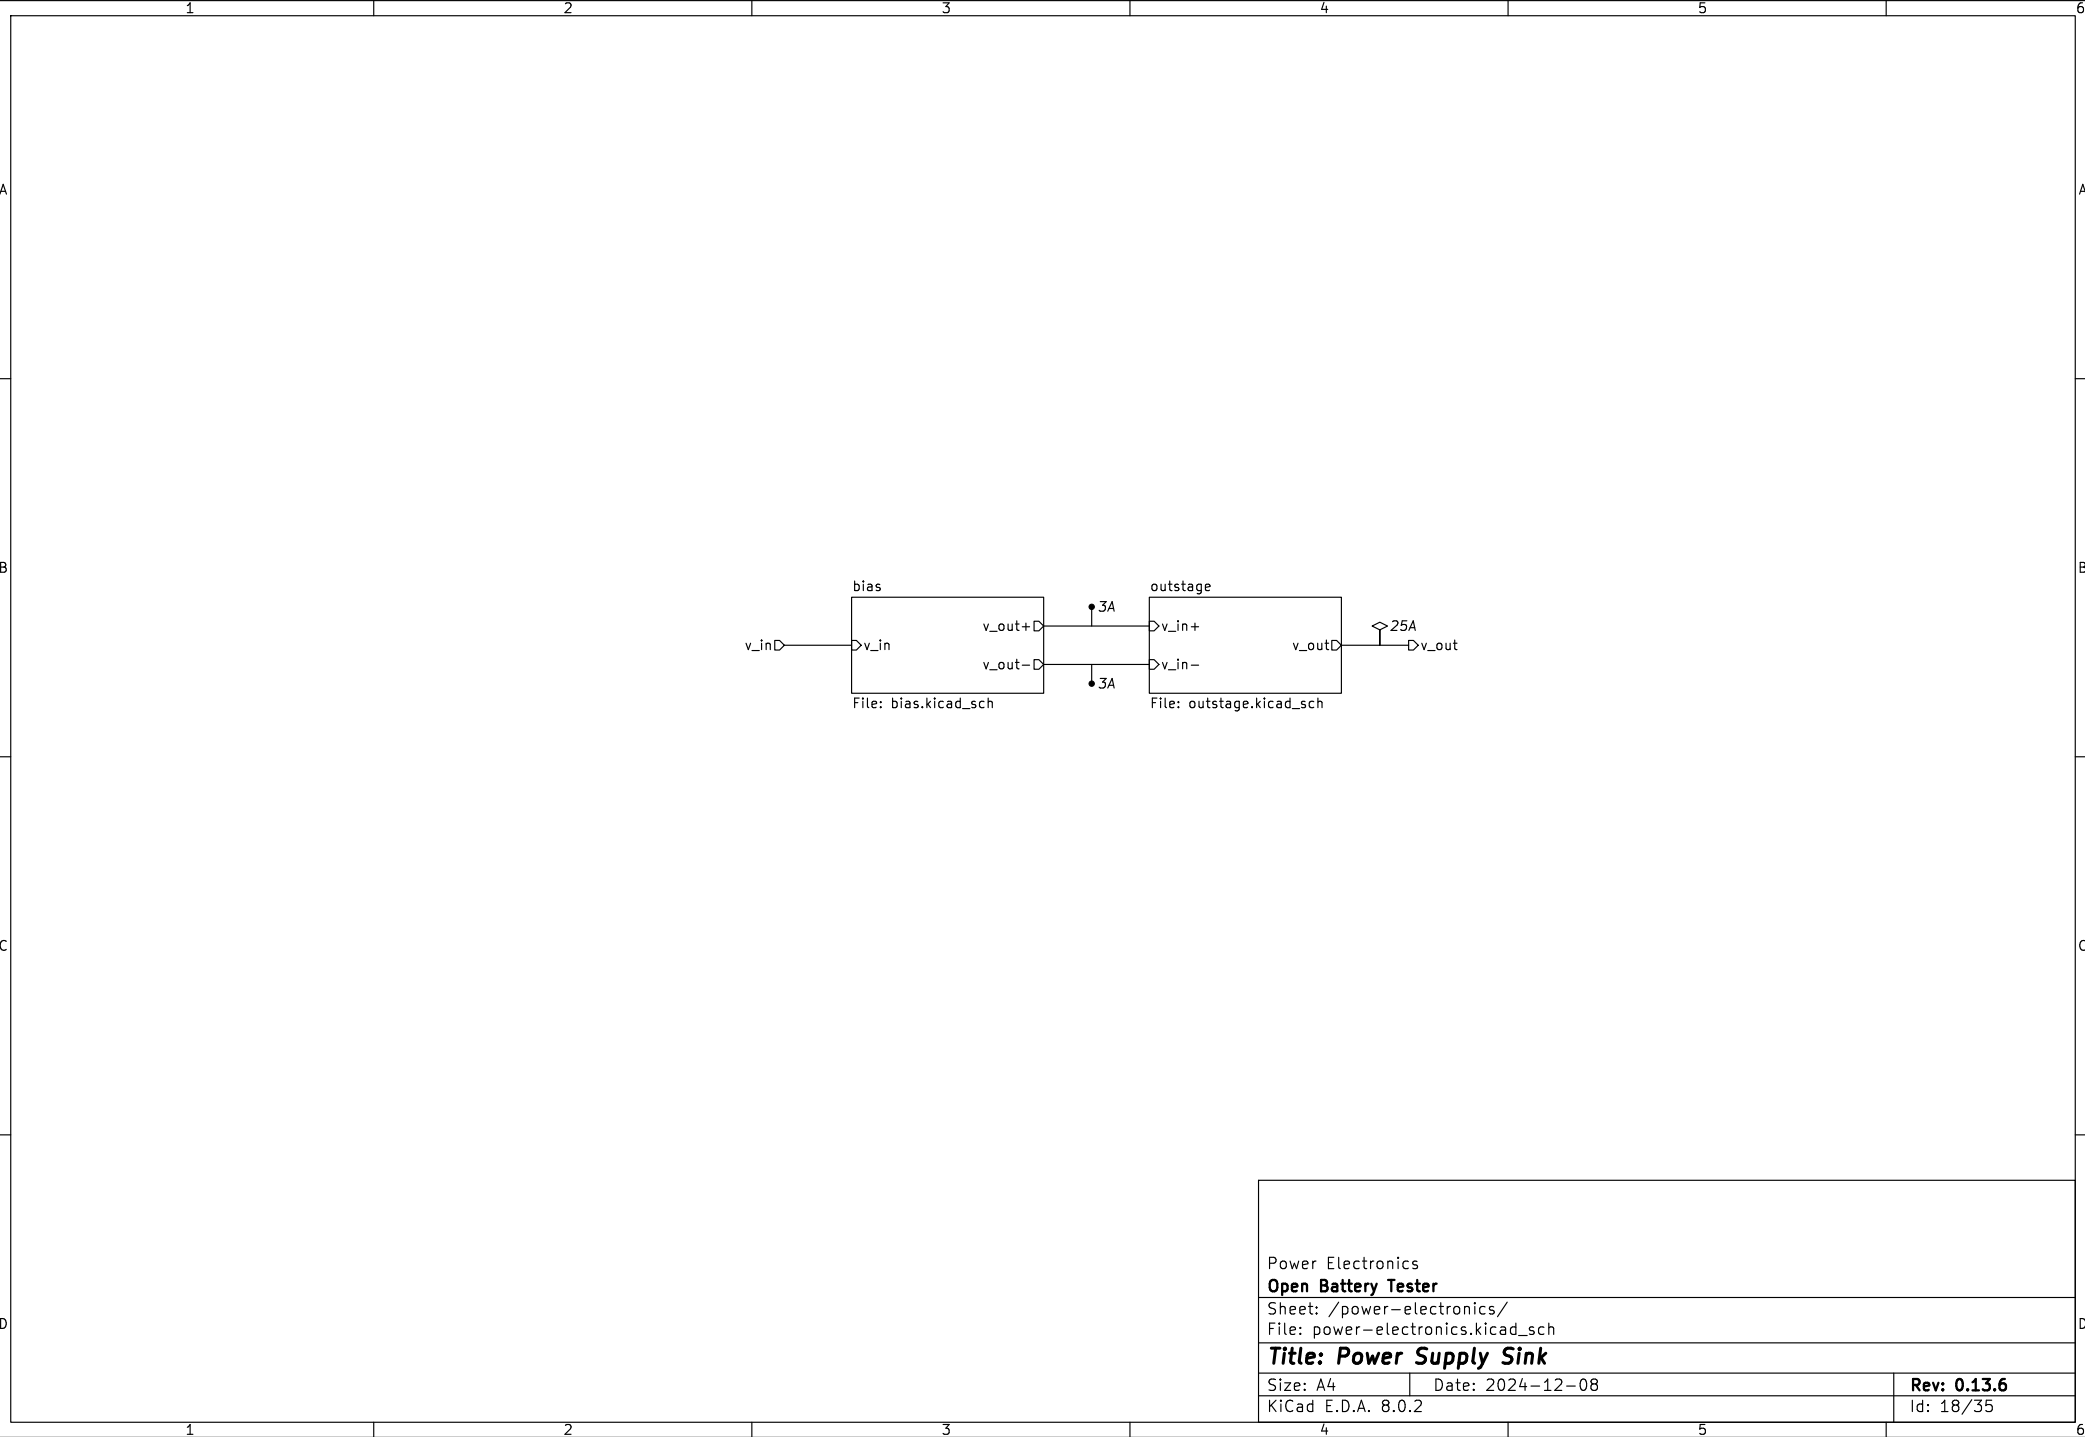 1 2 3 4 5 6
A A
bias outstage
B B
3A
v_out+ v_in+ 25A
v_in v_in v_out v_out
v_out- v_in-
3A
File: bias.kicad_sch File: outstage.kicad_sch
C C
Power Electronics
Open Battery Tester
Sheet: /power-electronics/
File: power-electronics.kicad_sch
D D
Title: Power Supply Sink
Size: A4 Date: 2024-12-08 Rev: 0.13.6
KiCad E.D.A. 8.0.2 Id: 18/35
1 2 3 4 5 6